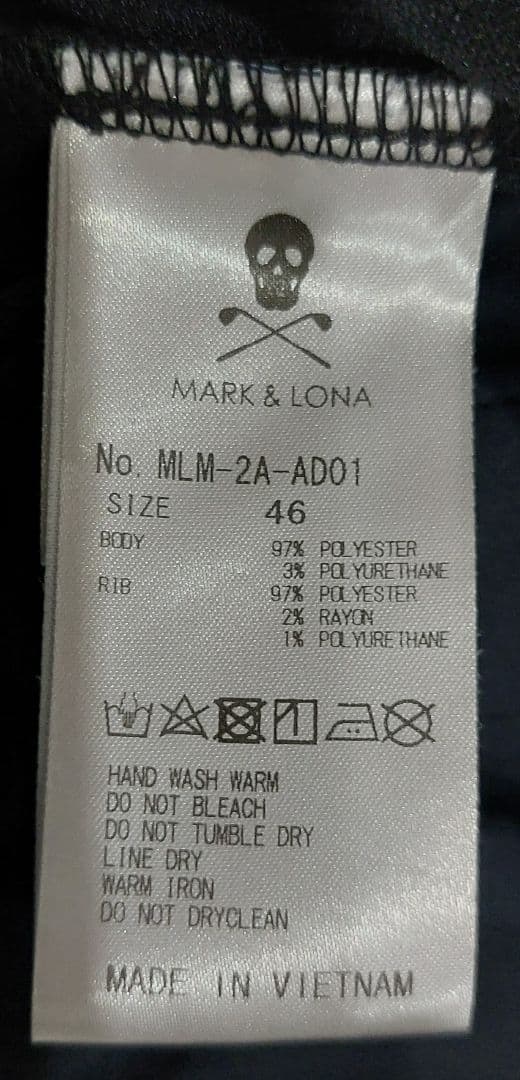 MARK & LONA
No. MLM-2A-AD01
SIZE 46
BODY 97% POLYESTER
3% POLYURETHANE
RIB 97% POLYESTER
2% RAYON
1% POLYURETHANE
HAND WASH WARM
DO NOT BLEACH
DO NOT TUMBLE DRY
LINE DRY
WARM IRON
DO NOT DRYCLEAN
MADE IN VIETNAM